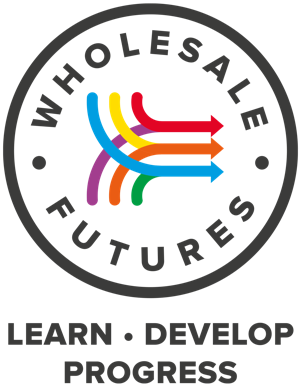 WHOLESALE
FUTURES
LEARN • DEVELOP
PROGRESS